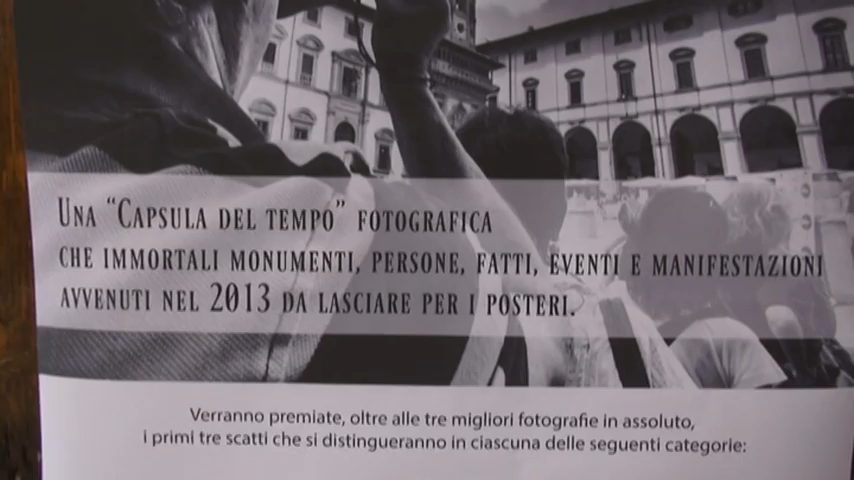 Una "Capsula del tempo" fotografica
che immortali monumenti, persone, fatti, eventi e manifestazioni
avvenuti nel 2013 da lasciare per i posteri.
Verranno premiate, oltre alle tre migliori fotografie in assoluto,
i primi tre scatti che si distingueranno in ciascuna delle seguenti categorie: